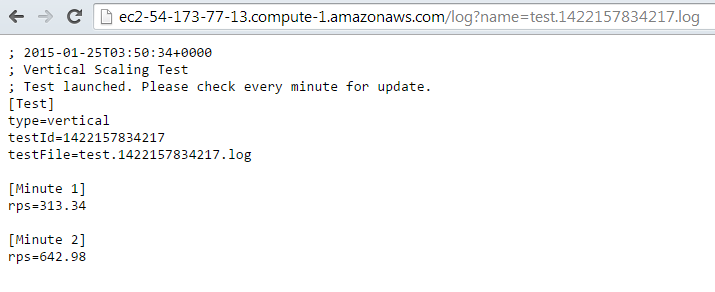 ec2-54-173-77-13.compute-1.amazonaws.com/log?name=test.1422157834217.log
; 2015-01-25T03:50:34+0000
; Vertical Scaling Test
; Test launched. Please check every minute for update.
[Test]
type=vertical
testId=1422157834217
testFile=test.1422157834217.log
[Minute 1]
rps=313.34
[Minute 2]
rps=642.98